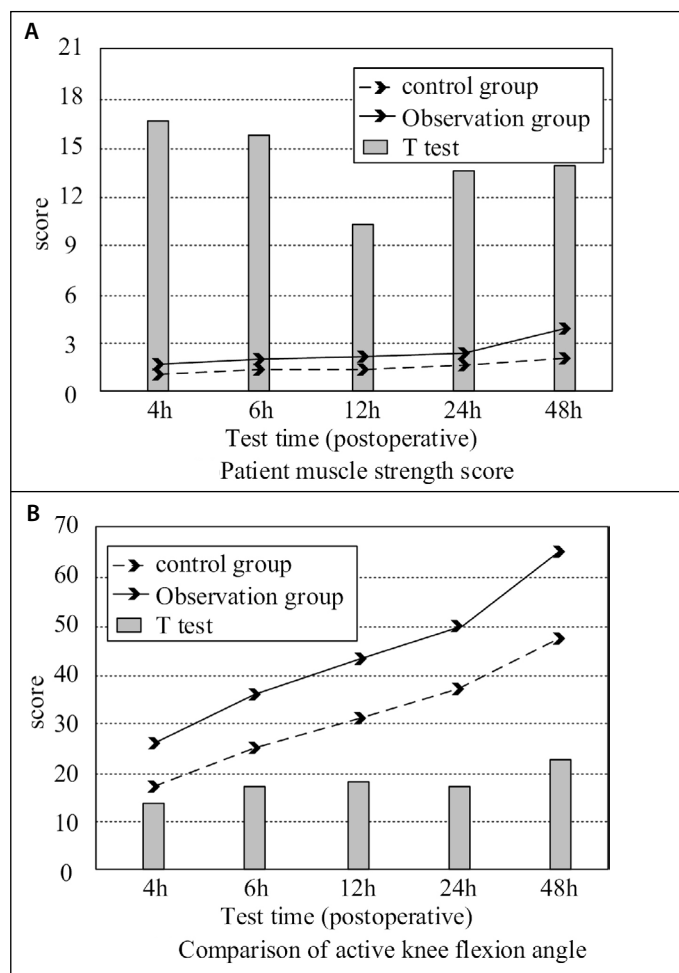 A
21
18
15
12
9
6
3
0
score
control group
Observation group
T test
4h 6h 12h 24h 48h
Test time (postoperative)
Patient muscle strength score
B
70
60
50
40
30
20
10
0
score
control group
Observation group
T test
4h 6h 12h 24h 48h
Test time (postoperative)
Comparison of active knee flexion angle